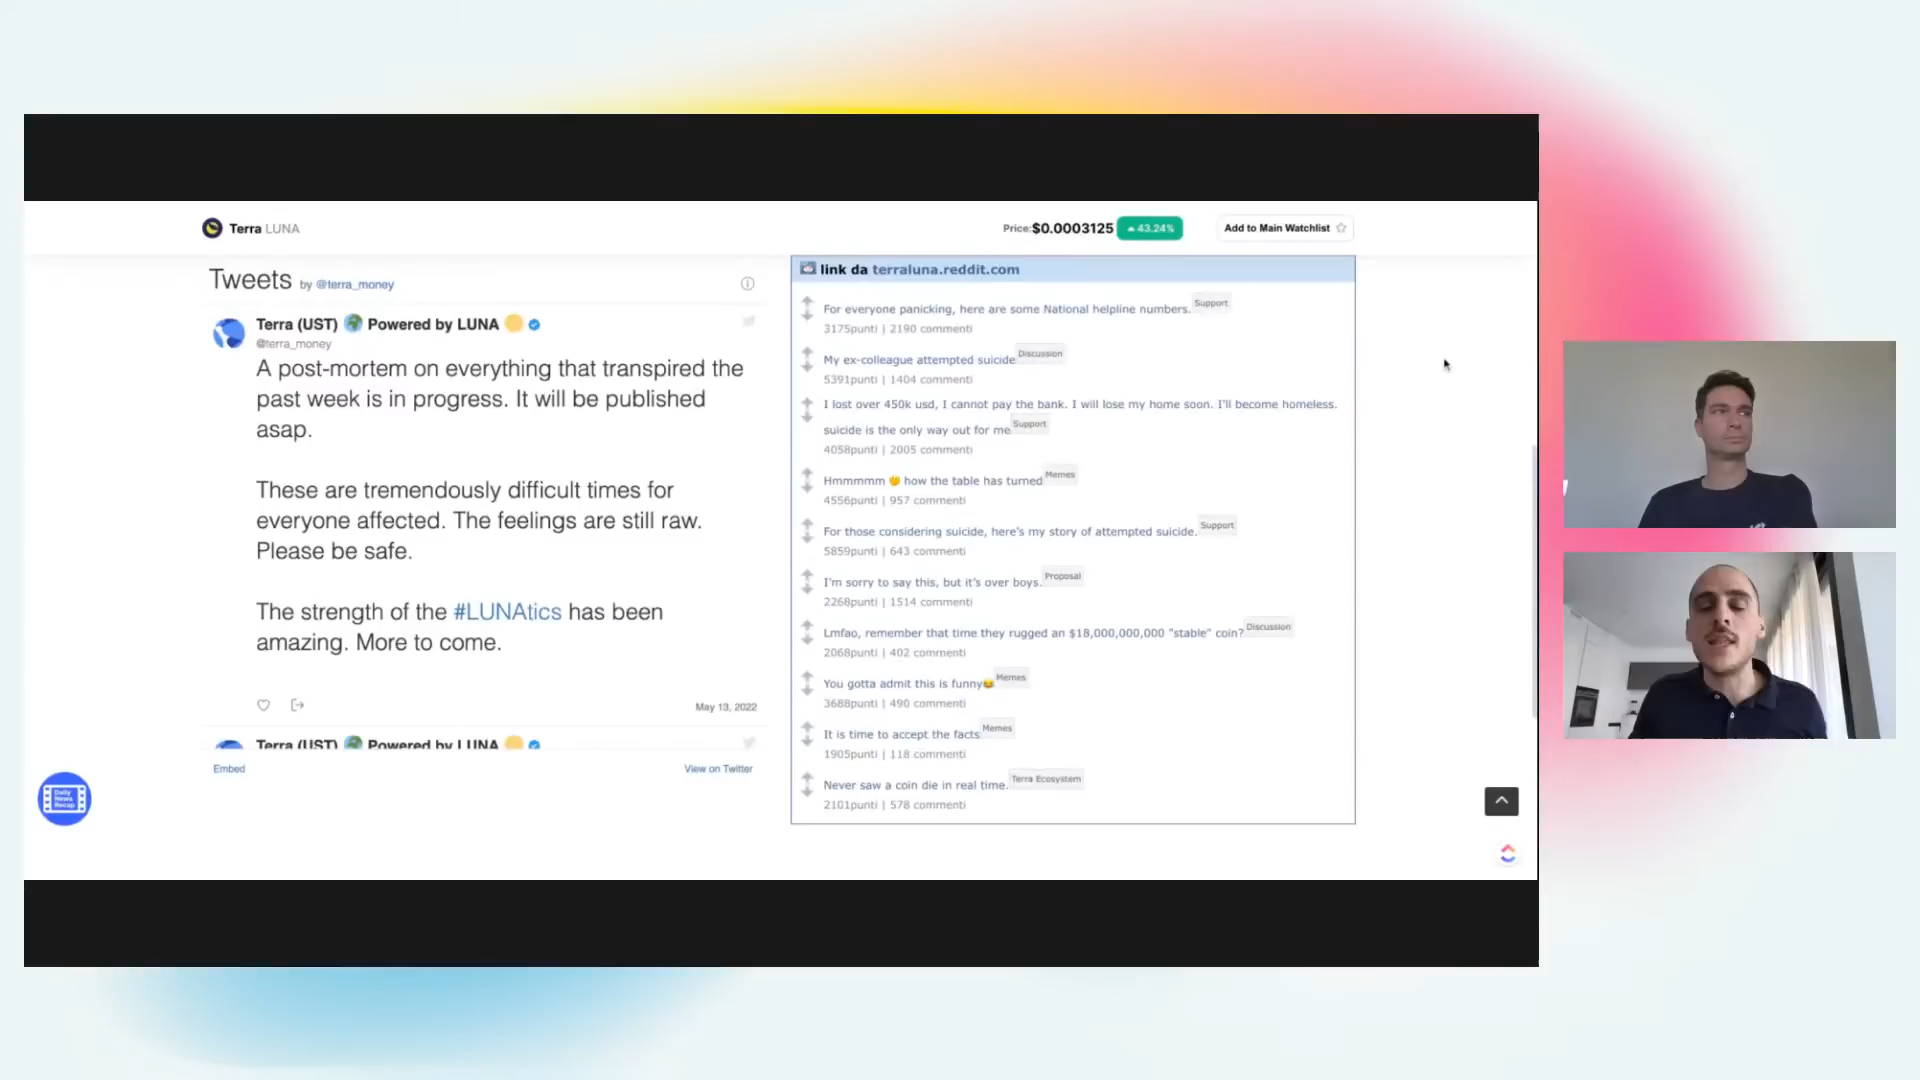 Terra LUNA
Price:$0.0003125
43.24%
Add to Main Watchlist
Tweets by @terra_money
Terra (UST) Powered by LUNA
@terra_money
A post-mortem on everything that transpired the
past week is in progress. It will be published
asap.
These are tremendously difficult times for
everyone affected. The feelings are still raw.
Please be safe.
The strength of the #LUNAtics has been
amazing. More to come.
May 13, 2022
Terra (UST) Powered by LUNA
Embed
View on Twitter
Daily
News
Recap
link da terraluna.reddit.com
For everyone panicking, here are some National helpline numbers. Support
3175punti | 2190 commenti
My ex-colleague attempted suicide Discussion
5391punti | 1404 commenti
I lost over 450k usd, I cannot pay the bank. I will lose my home soon. I'll become homeless.
suicide is the only way out for me Support
4058punti | 2005 commenti
Hmmmmm 🤔 how the table has turned Memes
4556punti | 957 commenti
For those considering suicide, here's my story of attempted suicide. Support
5859punti | 643 commenti
I'm sorry to say this, but it's over boys. Proposal
2268punti | 1514 commenti
Lmfao, remember that time they rugged an $18,000,000,000 "stable" coin? Discussion
2068punti | 402 commenti
You gotta admit this is funny😂 Memes
3688punti | 490 commenti
It is time to accept the facts Memes
1905punti | 118 commenti
Never saw a coin die in real time. Terra Ecosystem
2101punti | 578 commenti